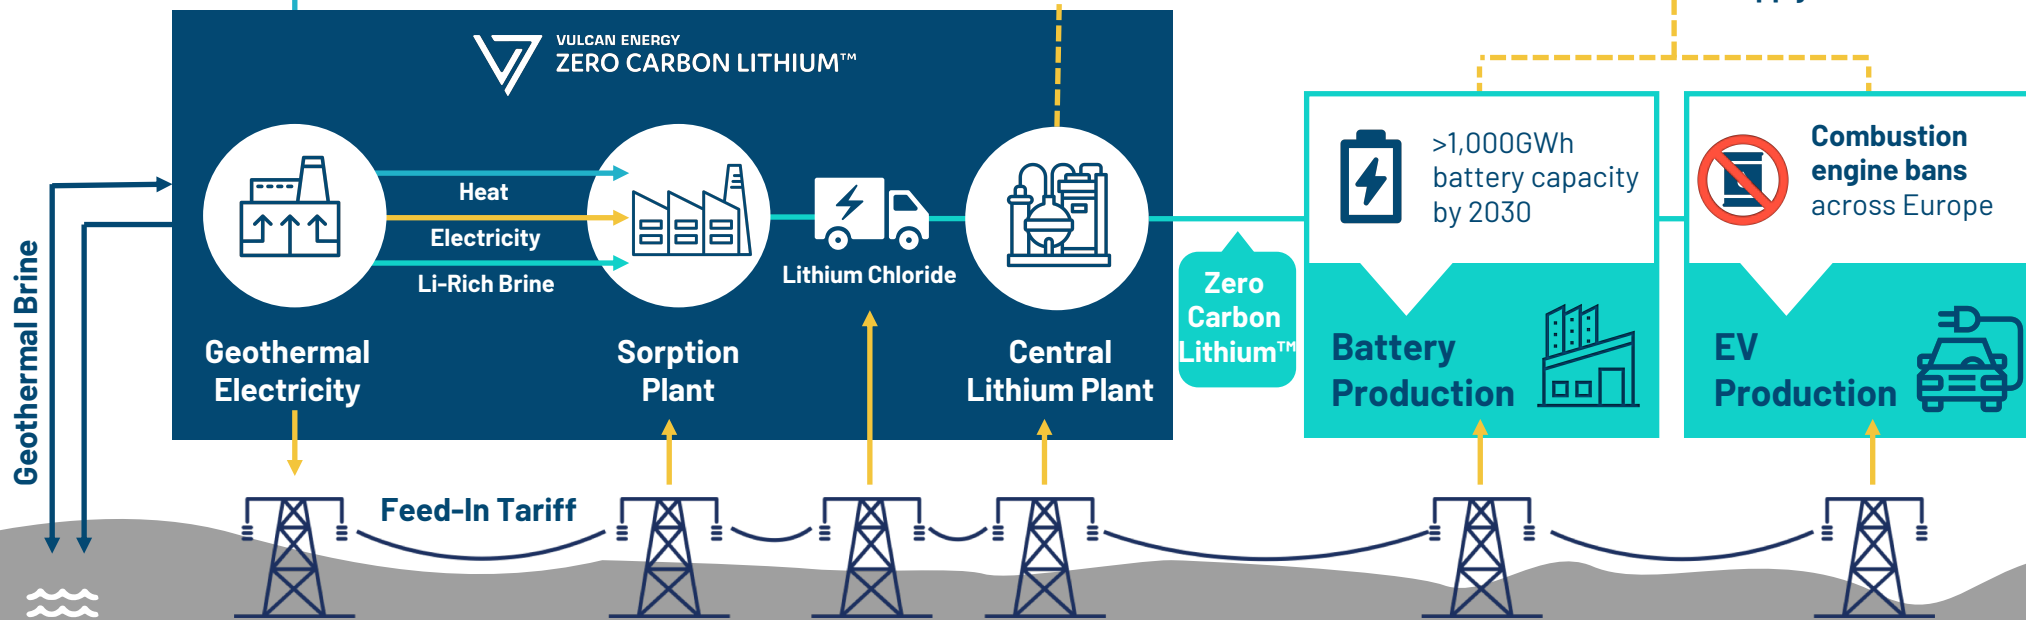 VULCAN ENERGY
ZERO CARBON LITHIUM™
Heat
Electricity
Li-Rich Brine
Lithium Chloride
Geothermal
Electricity
Sorption
Plant
Central
Lithium Plant
Zero
Carbon
Lithium™
>1,000GWh
battery capacity
by 2030
Battery
Production
Combustion
engine bans
across Europe
EV
Production
Geothermal Brine
Feed-In Tariff